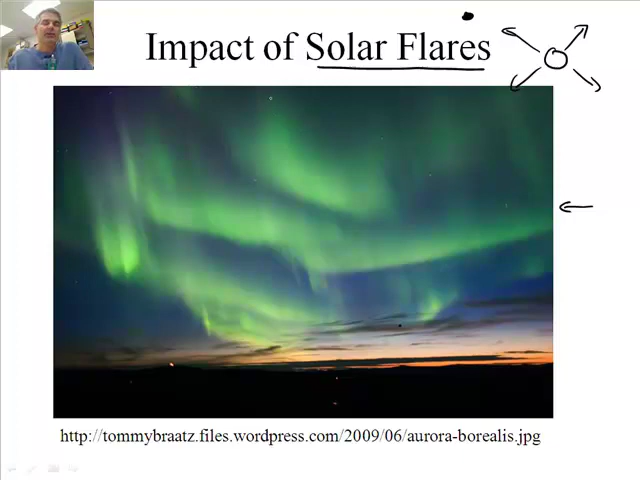 Impact of Solar Flares
http://tommybraatz.files.wordpress.com/2009/06/aurora-borealis.jpg